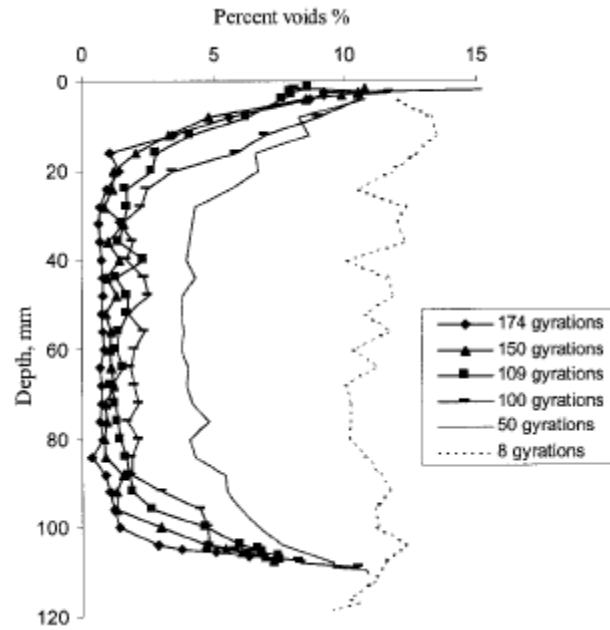 Percent voids %
0 5 10 15
0
20
40
60
80
100
120
Depth, mm
174 gyrations
150 gyrations
109 gyrations
100 gyrations
50 gyrations
8 gyrations